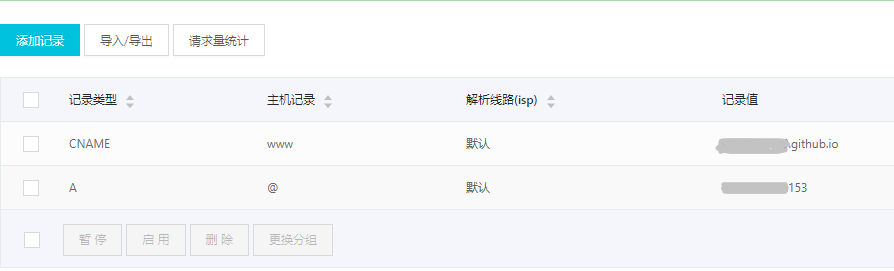 添加记录 导入/导出 请求量统计
记录类型 主机记录 解析线路(isp) 记录值
CNAME www 默认 github.io
A @ 默认 153
暂 停 启 用 删 除 更换分组